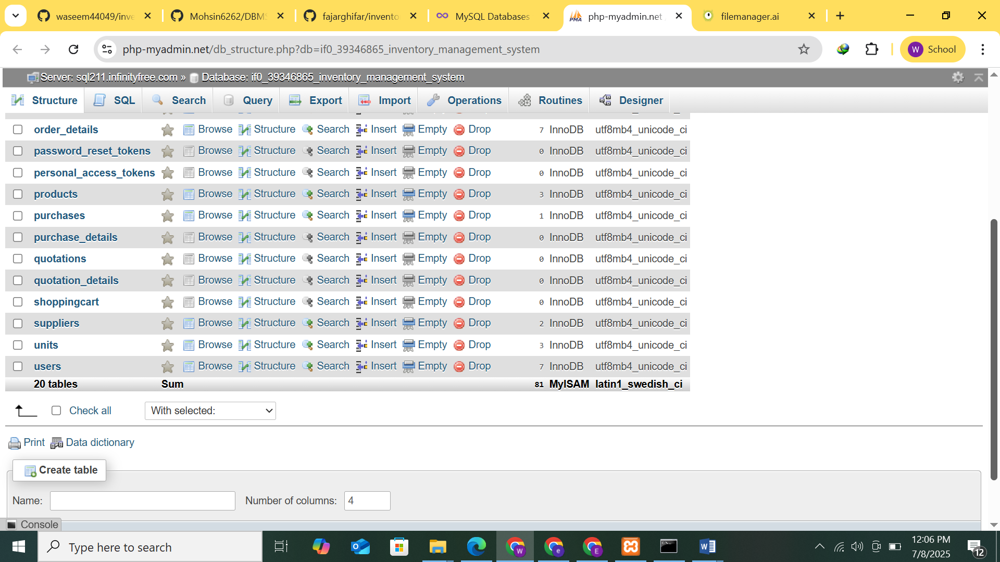 waseem44049/inve
Mohsin6262/DBMS
fajarghifar/invento
MySQL Databases
php-myadmin.net
filemanager.ai
php-myadmin.net/db_structure.php?db=if0_39346865_inventory_management_system
W School
Server: sql211.infinityfree.com » Database: if0_39346865_inventory_management_system
Structure SQL Search Query Export Import Operations Routines Designer
order_details Browse Structure Search Insert Empty Drop 7 InnoDB utf8mb4_unicode_ci
password_reset_tokens Browse Structure Search Insert Empty Drop 0 InnoDB utf8mb4_unicode_ci
personal_access_tokens Browse Structure Search Insert Empty Drop 0 InnoDB utf8mb4_unicode_ci
products Browse Structure Search Insert Empty Drop 3 InnoDB utf8mb4_unicode_ci
purchases Browse Structure Search Insert Empty Drop 1 InnoDB utf8mb4_unicode_ci
purchase_details Browse Structure Search Insert Empty Drop 0 InnoDB utf8mb4_unicode_ci
quotations Browse Structure Search Insert Empty Drop 0 InnoDB utf8mb4_unicode_ci
quotation_details Browse Structure Search Insert Empty Drop 0 InnoDB utf8mb4_unicode_ci
shoppingcart Browse Structure Search Insert Empty Drop 0 InnoDB utf8mb4_unicode_ci
suppliers Browse Structure Search Insert Empty Drop 2 InnoDB utf8mb4_unicode_ci
units Browse Structure Search Insert Empty Drop 3 InnoDB utf8mb4_unicode_ci
users Browse Structure Search Insert Empty Drop 7 InnoDB utf8mb4_unicode_ci
20 tables Sum 81 MyISAM latin1_swedish_ci
Check all With selected:
Print Data dictionary
Create table
Name: Number of columns: 4
Console
Type here to search
12:06 PM
7/8/2025
12